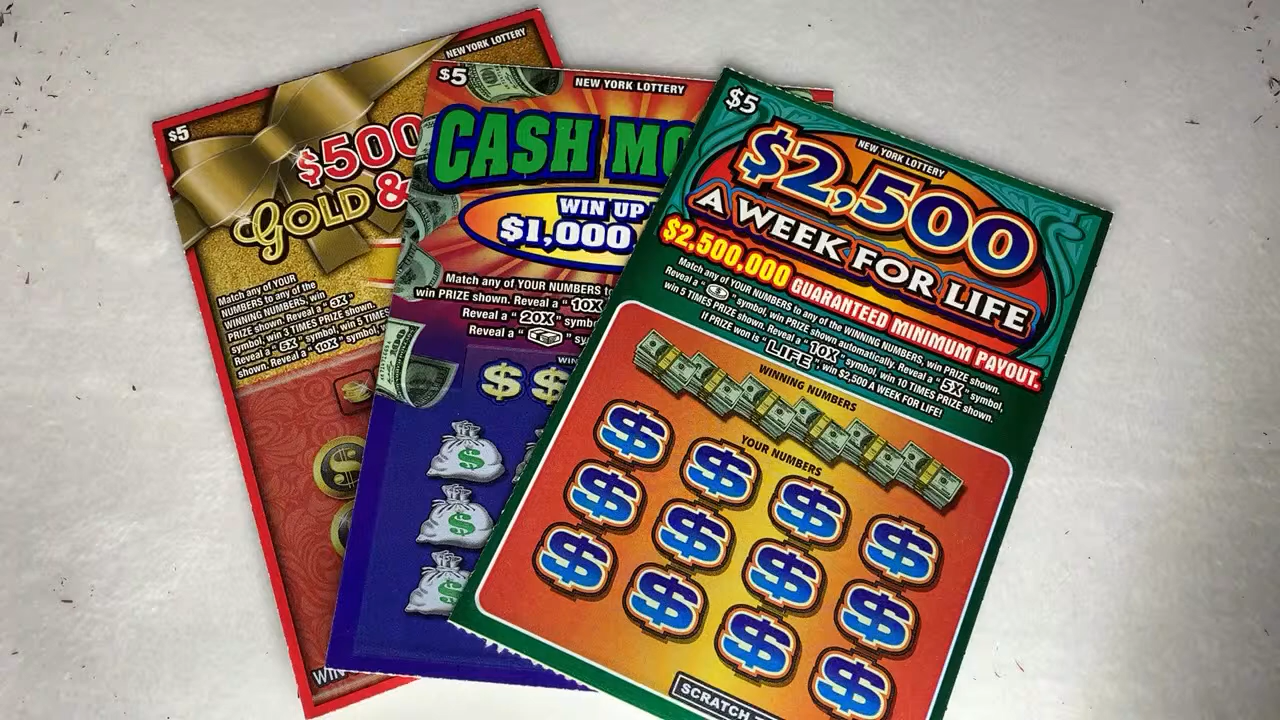 NEW YORK LOTTERY
$5
$500
GOLD &
Match any of YOUR
NUMBERS to any of the
WINNING NUMBERS, win
PRIZE shown. Reveal a "3X"
symbol, win 3 TIMES PRIZE shown.
Reveal a "5X" symbol, win 5 TIMES
shown. Reveal a "10X"
WIN
$5
NEW YORK LOTTERY
CASH MO
WIN UP
$1,000
Match any of YOUR NUMBERS
win PRIZE shown. Reveal a "10X
Reveal a "20X" symb
Reveal a "
WIN
$ $
$
$
$
$5
NEW YORK LOTTERY
$2,500
A WEEK FOR LIFE
$2,500,000 GUARANTEED MINIMUM PAYOUT.
Match any of YOUR NUMBERS to any of the WINNING NUMBERS, win PRIZE shown.
Reveal a "$" symbol, win PRIZE shown automatically. Reveal a "5X" symbol,
win 5 TIMES PRIZE shown. Reveal a "10X" symbol, win 10 TIMES PRIZE shown.
If PRIZE won is "LIFE", win $2,500 A WEEK FOR LIFE!
WINNING NUMBERS
YOUR NUMBERS
$ $ $ $
$ $ $ $
$ $ $ $
SCRATCH